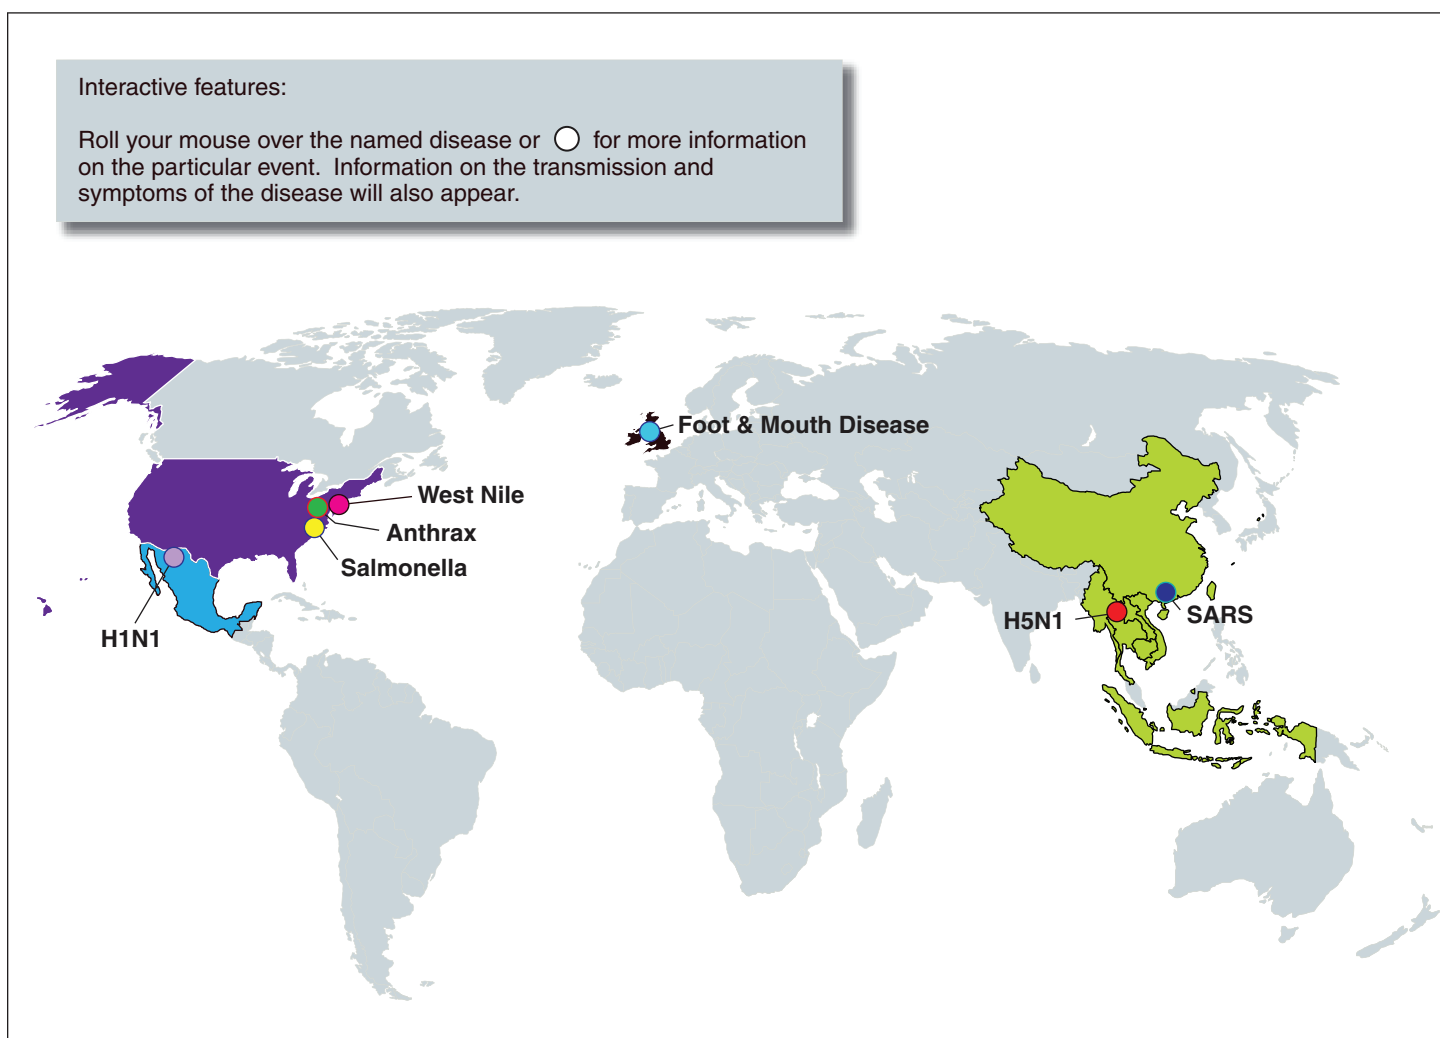 Interactive features:
Roll your mouse over the named disease or for more information
on the particular event. Information on the transmission and
symptoms of the disease will also appear.
Foot & Mouth Disease
West Nile
Anthrax
Salmonella
H1N1
H5N1
SARS